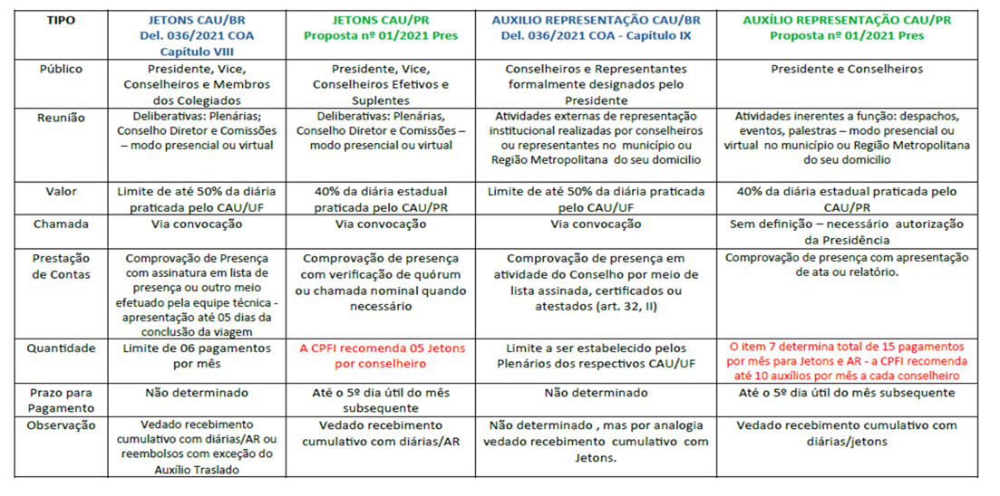 TIPO
JETONS CAU/BR
Del. 036/2021 COA
Capítulo VIII
JETONS CAU/PR
Proposta nº 01/2021 Pres
AUXILIO REPRESENTAÇÃO CAU/BR
Del. 036/2021 COA - Capítulo IX
AUXÍLIO REPRESENTAÇÃO CAU/PR
Proposta nº 01/2021 Pres
Público
Presidente, Vice,
Conselheiros e Membros
dos Colegiados
Presidente, Vice,
Conselheiros Efetivos e
Suplentes
Conselheiros e Representantes
formalmente designados pelo
Presidente
Presidente e Conselheiros
Reunião
Deliberativas: Plenárias;
Conselho Diretor e Comissões
– modo presencial ou virtual
Deliberativas: Plenárias,
Conselho Diretor e Comissões –
modo presencial ou virtual
Atividades externas de representação
institucional realizadas por conselheiros
ou representantes no município ou
Região Metropolitana do seu domicilio
Atividades inerentes a função: despachos,
eventos, palestras – modo presencial ou
virtual no município ou Região Metropolitana
do seu domicilio
Valor
Limite de até 50% da diária
praticada pelo CAU/UF
40% da diária estadual
praticada pelo CAU/PR
Limite de até 50% da diária praticada
pelo CAU/UF
40% da diária estadual praticada pelo
CAU/PR
Chamada
Via convocação
Via convocação
Via convocação
Sem definição – necessário autorização
da Presidência
Prestação
de Contas
Comprovação de Presença
com assinatura em lista de
presença ou outro meio
efetuado pela equipe técnica -
apresentação até 05 dias da
conclusão da viagem
Comprovação de presença
com verificação de quórum
ou chamada nominal quando
necessário
Comprovação de presença em
atividade do Conselho por meio de
lista assinada, certificados ou
atestados (art. 32, II)
Comprovação de presença com apresentação
de ata ou relatório.
Quantidade
Limite de 06 pagamentos
por mês
A CPFI recomenda 05 Jetons
por conselheiro
Limite a ser estabelecido pelos
Plenários dos respectivos CAU/UF
O item 7 determina total de 15 pagamentos
por mês para Jetons e AR - a CPFI recomenda
até 10 auxílios por mês a cada conselheiro
Prazo para
Pagamento
Não determinado
Até o 5º dia útil do mês
subsequente
Não determinado
Até o 5º dia útil do mês subsequente
Observação
Vedado recebimento
cumulativo com diárias/AR ou
reembolsos com exceção do
Auxílio Traslado
Vedado recebimento
cumulativo com diárias/AR
Não determinado , mas por analogia
vedado recebimento cumulativo com
Jetons.
Vedado recebimento cumulativo com
diárias/jetons